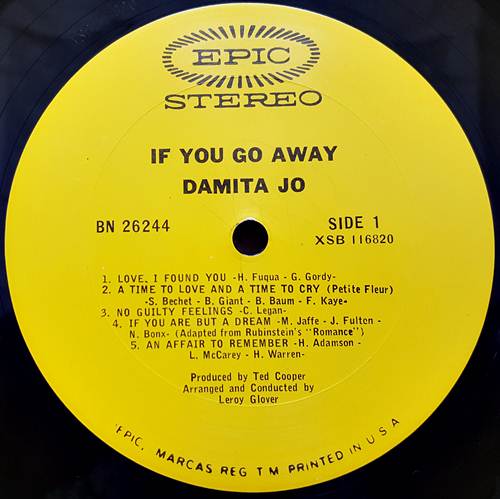 EPIC
STEREO
IF YOU GO AWAY
DAMITA JO
BN 26244
SIDE 1
XSB 116820
1. LOVE, I FOUND YOU -H. Fuqua - G. Gordy-
2. A TIME TO LOVE AND A TIME TO CRY (Petite Fleur)
-S. Bechet - B. Giant - B. Baum - F. Kaye-
3. NO GUILTY FEELINGS -C. Legan-
4. IF YOU ARE BUT A DREAM -M. Jaffe - J. Fulten -
N. Bonx- (Adapted from Rubinstein's "Romance")
5. AN AFFAIR TO REMEMBER -H. Adamson -
L. McCarey - H. Warren-
Produced by Ted Cooper
Arranged and Conducted by
Leroy Glover
EPIC, MARCAS REG T M PRINTED IN U S A